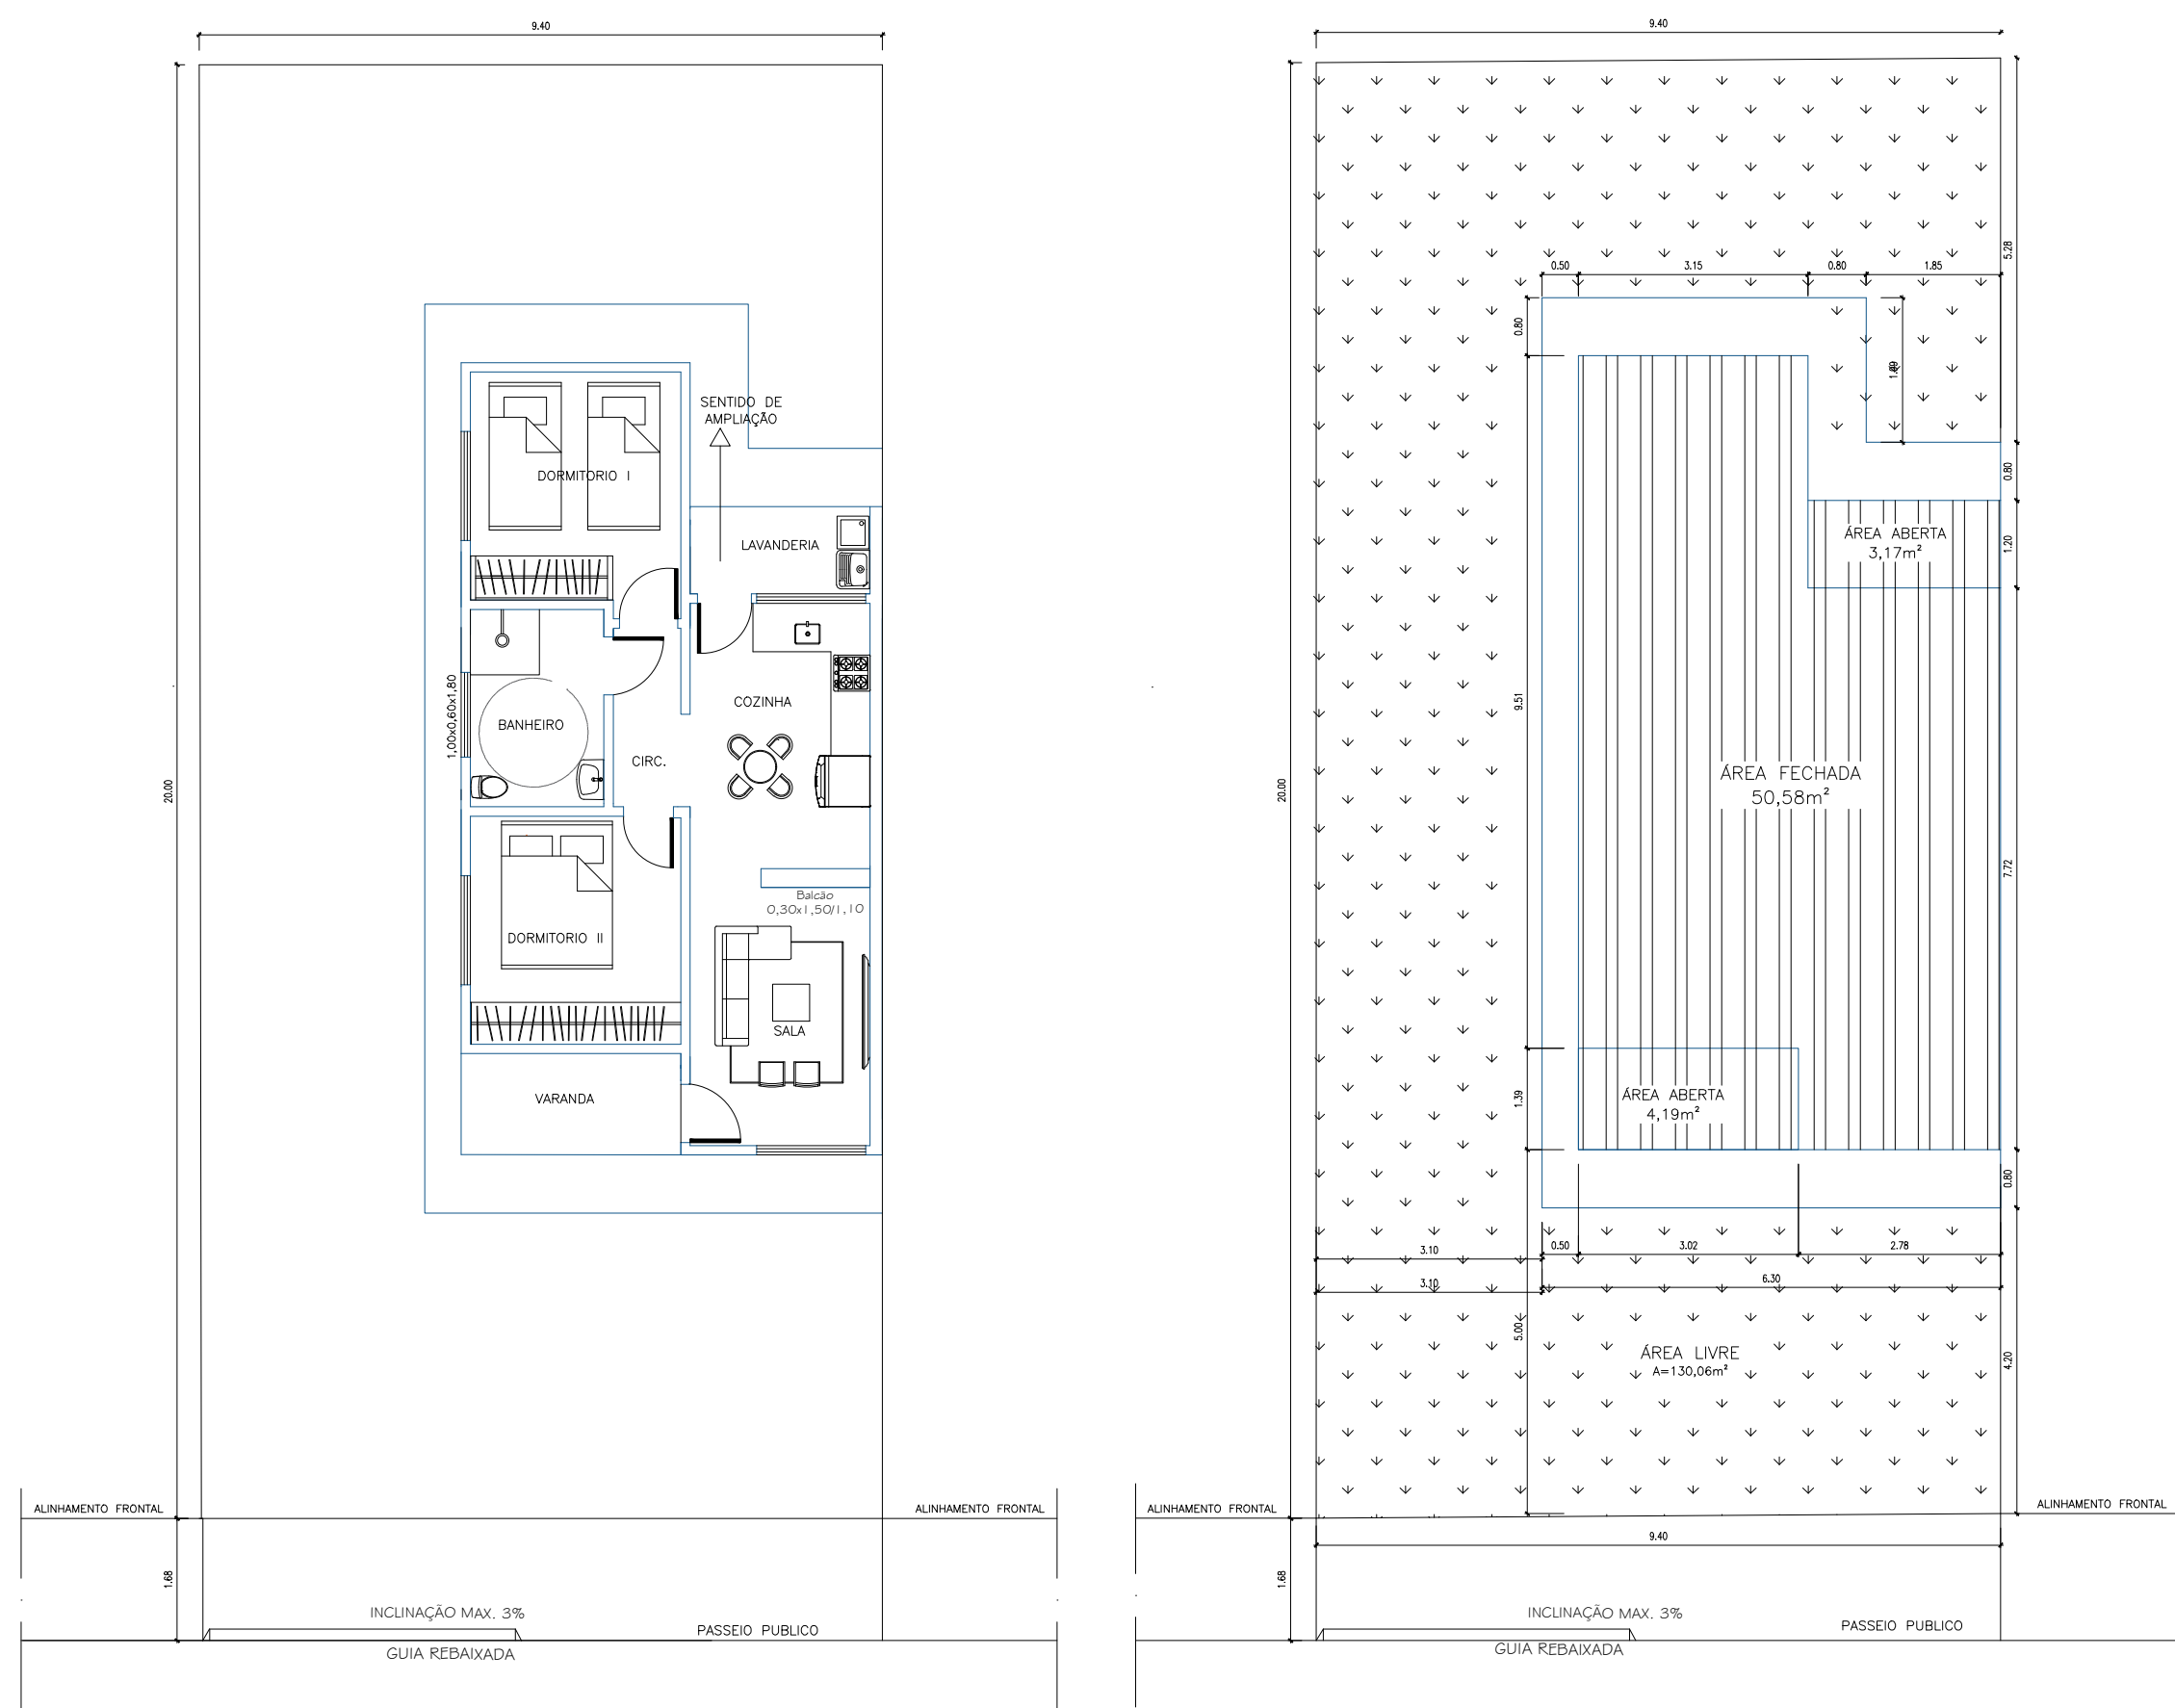 9.40
SENTIDO DE
AMPLIAÇÃO
DORMITORIO I
LAVANDERIA
1,00x0,60x1,80
BANHEIRO
COZINHA
CIRC.
20.00
Balcão
0,30x1,50/1,10
DORMITORIO II
SALA
VARANDA
ALINHAMENTO FRONTAL
ALINHAMENTO FRONTAL
1.68
INCLINAÇÃO MAX. 3%
PASSEIO PUBLICO
GUIA REBAIXADA
9.40
5.28
0.50
3.15
0.80
1.85
0.80
0.80
ÁREA ABERTA
3,17m²
1.20
9.51
ÁREA FECHADA
50,58m²
20.00
7.72
1.39
ÁREA ABERTA
4,19m²
0.80
3.10
0.50
3.02
2.78
3.10
6.30
5.00
ÁREA LIVRE
A=130,06m²
4.20
ALINHAMENTO FRONTAL
ALINHAMENTO FRONTAL
9.40
1.68
INCLINAÇÃO MAX. 3%
PASSEIO PUBLICO
GUIA REBAIXADA